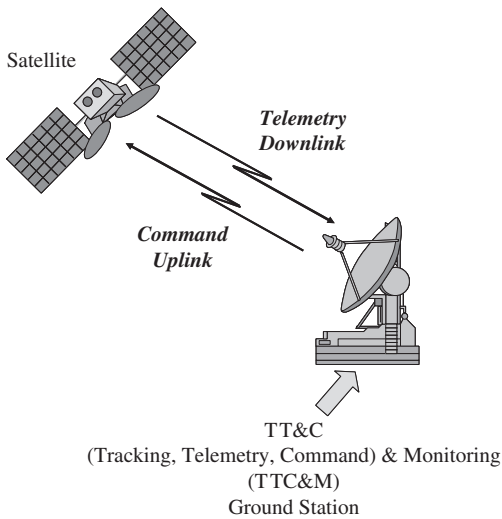 Satellite
Telemetry
Downlink
Command
Uplink
TT&C
(Tracking, Telemetry, Command) & Monitoring
(TTC&M)
Ground Station